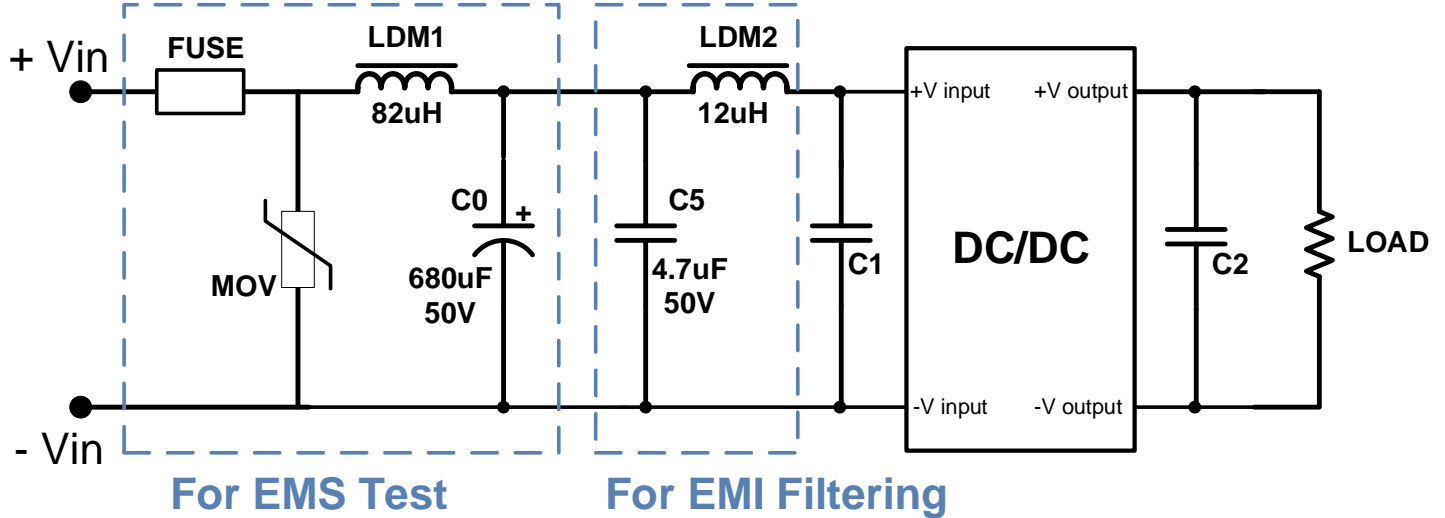 + Vin
FUSE
LDM1
82uH
LDM2
12uH
+V input
+V output
MOV
C0
+
680uF
50V
C5
4.7uF
50V
C1
DC/DC
C2
LOAD
-V input
-V output
- Vin
For EMS Test
For EMI Filtering